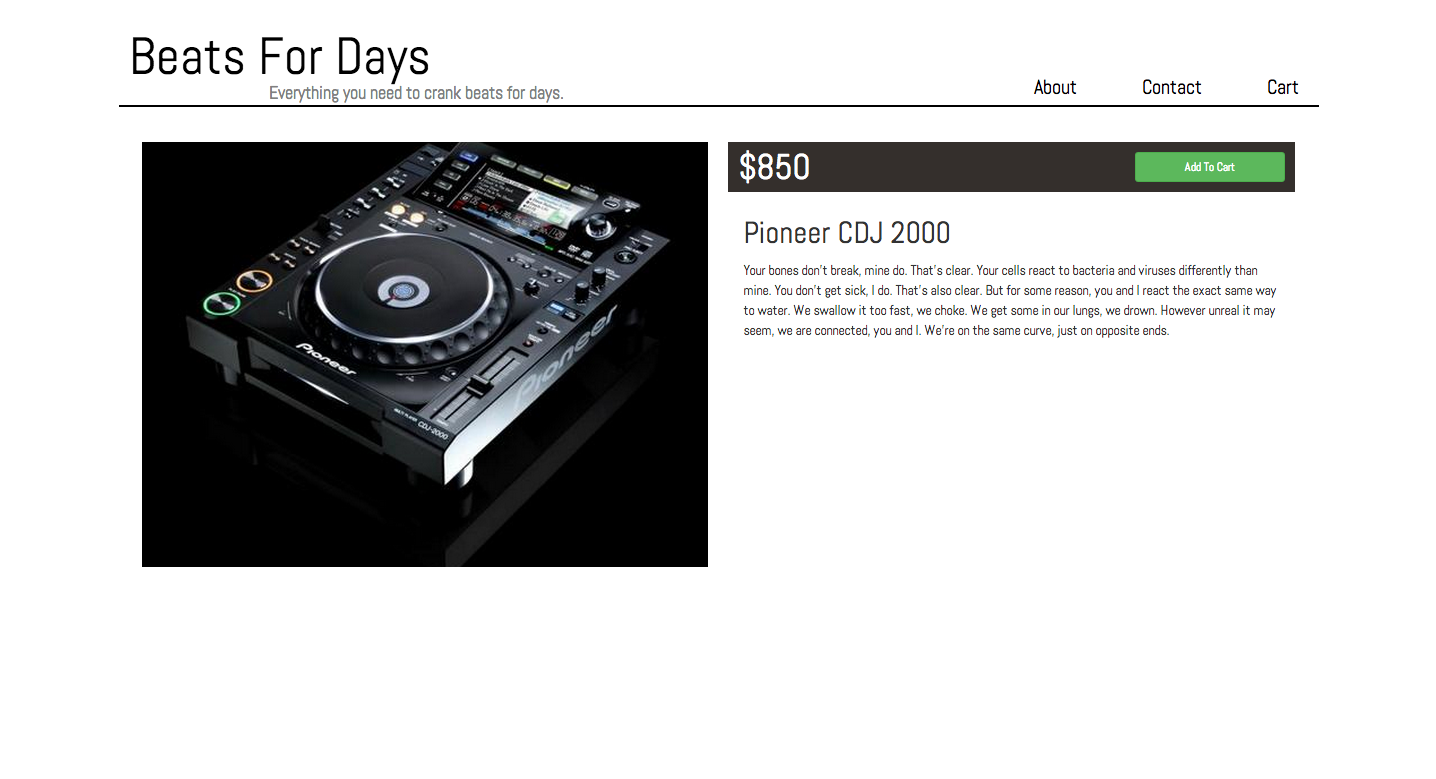 Beats For Days
Everything you need to crank beats for days.
About Contact Cart
$850 Add To Cart
Pioneer CDJ 2000
Your bones don't break, mine do. That's clear. Your cells react to bacteria and viruses differently than
mine. You don't get sick, I do. That's also clear. But for some reason, you and I react the exact same way
to water. We swallow it too fast, we choke. We get some in our lungs, we drown. However unreal it may
seem, we are connected, you and I. We're on the same curve, just on opposite ends.
Pioneer
Pioneer
MULTI PLAYER CDJ-2000